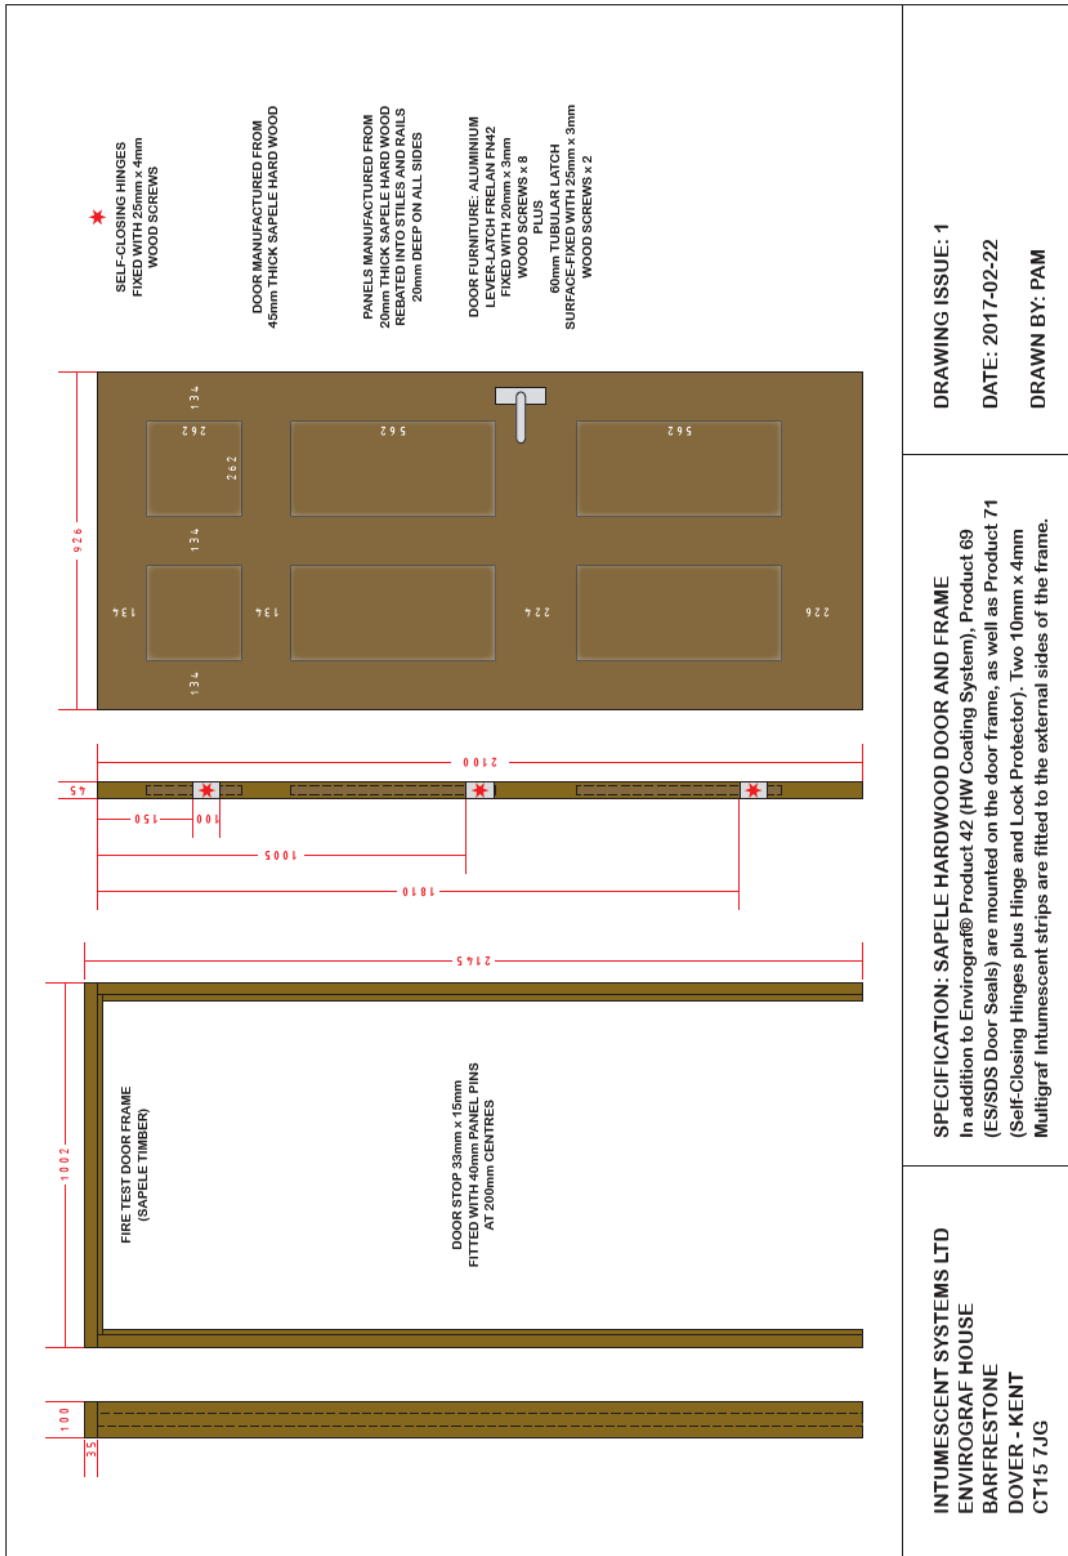 100
35
1002
FIRE TEST DOOR FRAME
(SAPELE TIMBER)
DOOR STOP 33mm x 15mm
FITTED WITH 40mm PANEL PINS
AT 200mm CENTRES
2145
1810
1005
150
100
45
2100
926
134
134
134
134
134
262
262
562
224
562
226
SELF-CLOSING HINGES
FIXED WITH 25mm x 4mm
WOOD SCREWS
DOOR MANUFACTURED FROM
45mm THICK SAPELE HARD WOOD
PANELS MANUFACTURED FROM
20mm THICK SAPELE HARD WOOD
REBATED INTO STILES AND RAILS
20mm DEEP ON ALL SIDES
DOOR FURNITURE: ALUMINIUM
LEVER-LATCH FRELAN FN42
FIXED WITH 20mm x 3mm
WOOD SCREWS x 8
PLUS
60mm TUBULAR LATCH
SURFACE-FIXED WITH 25mm x 3mm
WOOD SCREWS x 2
INTUMESCENT SYSTEMS LTD
ENVIROGRAF HOUSE
BARFRESTONE
DOVER - KENT
CT15 7JG
SPECIFICATION: SAPELE HARDWOOD DOOR AND FRAME
In addition to Envirograf® Product 42 (HW Coating System), Product 69
(ES/SDS Door Seals) are mounted on the door frame, as well as Product 71
(Self-Closing Hinges plus Hinge and Lock Protector). Two 10mm x 4mm
Multigraf Intumescent strips are fitted to the external sides of the frame.
DRAWING ISSUE: 1
DATE: 2017-02-22
DRAWN BY: PAM